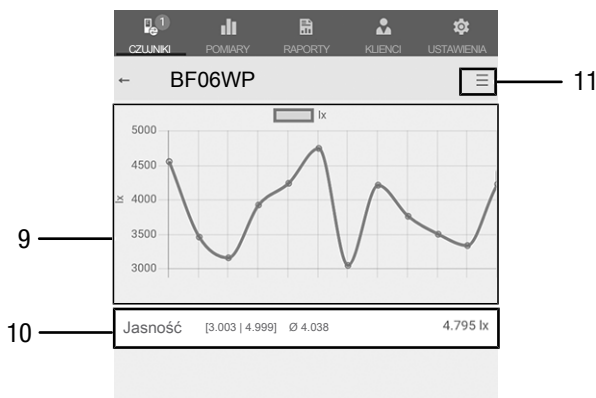 1
CZUJNIKI POMIARY RAPORTY KLIENCI USTAWIENIA
← BF06WP ☰ 11
lx
5000
4500
4000
lx
3500
3000
9
10
Jasność [3.003 | 4.999] Ø 4.038 4.795 lx